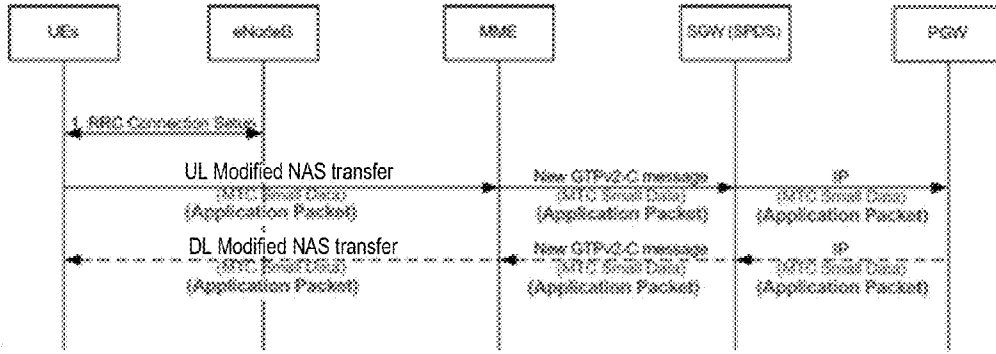 UEs
eNodeB
MME
SGW (SPDS)
PGW
1. RRC Connection Setup
UL Modified NAS transfer
(MTC Small Data)
(Application Packet)
New GTPv2-C message
(MTC Small Data)
(Application Packet)
IP
(MTC Small Data)
(Application Packet)
DL Modified NAS transfer
(MTC Small Data)
(Application Packet)
New GTPv2-C message
(MTC Small Data)
(Application Packet)
IP
(MTC Small Data)
(Application Packet)